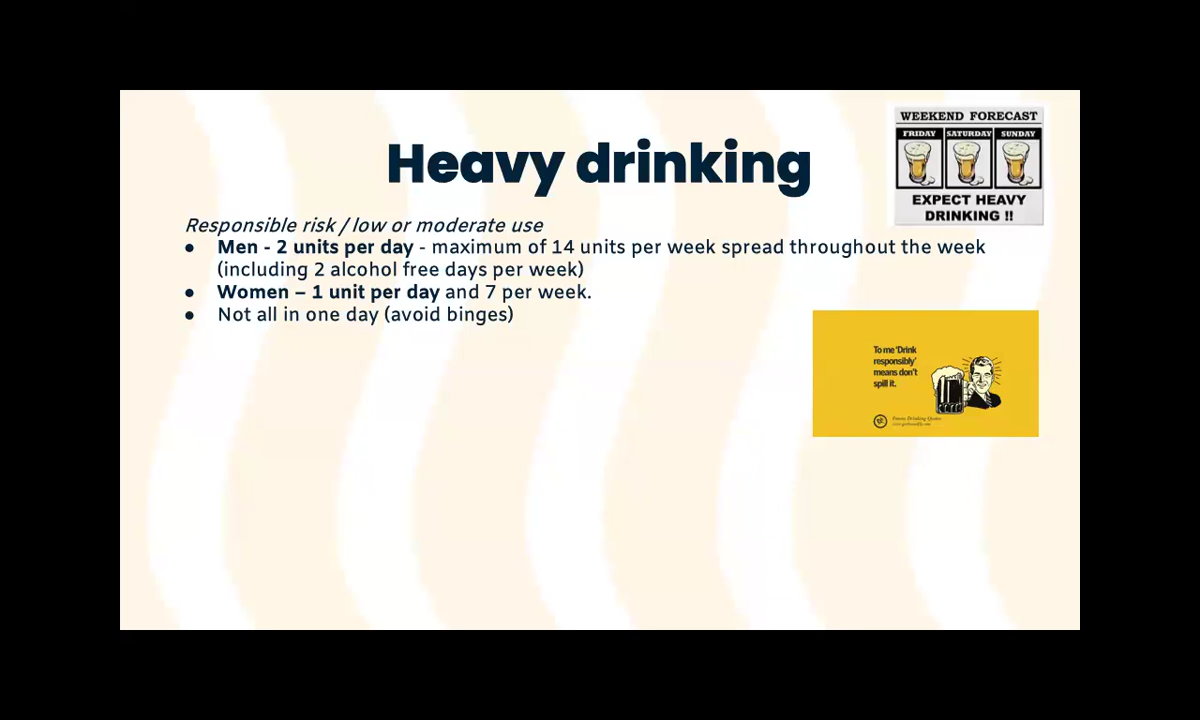 Heavy drinking
WEEKEND FORECAST
FRIDAY SATURDAY SUNDAY
EXPECT HEAVY
DRINKING !!
Responsible risk / low or moderate use
● Men - 2 units per day - maximum of 14 units per week spread throughout the week
(including 2 alcohol free days per week)
● Women – 1 unit per day and 7 per week.
● Not all in one day (avoid binges)
To me 'Drink
responsibly'
means don't
spill it.
Funny Drinking Quotes